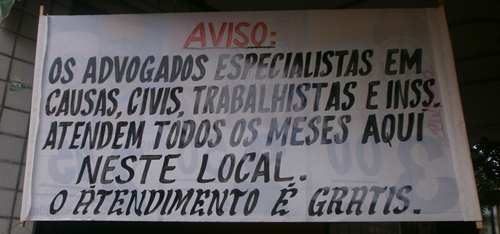 AVISO:
OS ADVOGADOS ESPECIALISTAS EM
CAUSAS, CIVIS, TRABALHISTAS E INSS.
ATENDEM TODOS OS MESES AQUI
NESTE LOCAL.
O ATENDIMENTO É GRATIS.